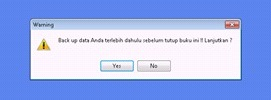 Warning
Back up data Anda terlebih dahulu sebelum tutup buku ini !! Lanjutkan ?
Yes
No